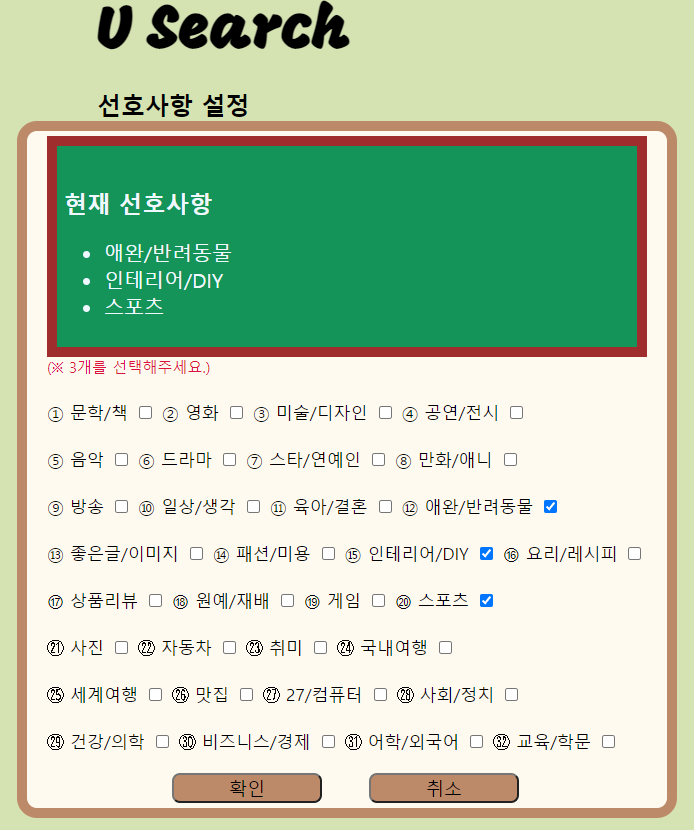 U Search
선호사항 설정
현재 선호사항
• 애완/반려동물
• 인테리어/DIY
• 스포츠
(※ 3개를 선택해주세요.)
① 문학/책 ② 영화 ③ 미술/디자인 ④ 공연/전시
⑤ 음악 ⑥ 드라마 ⑦ 스타/연예인 ⑧ 만화/애니
⑨ 방송 ⑩ 일상/생각 ⑪ 육아/결혼 ⑫ 애완/반려동물
⑬ 좋은글/이미지 ⑭ 패션/미용 ⑮ 인테리어/DIY ⑯ 요리/레시피
⑰ 상품리뷰 ⑱ 원예/재배 ⑲ 게임 ⑳ 스포츠
㉑ 사진 ㉒ 자동차 ㉓ 취미 ㉔ 국내여행
㉕ 세계여행 ㉖ 맛집 ㉗ 27/컴퓨터 ㉘ 사회/정치
㉙ 건강/의학 ㉚ 비즈니스/경제 ㉛ 어학/외국어 ㉜ 교육/학문
확인 취소